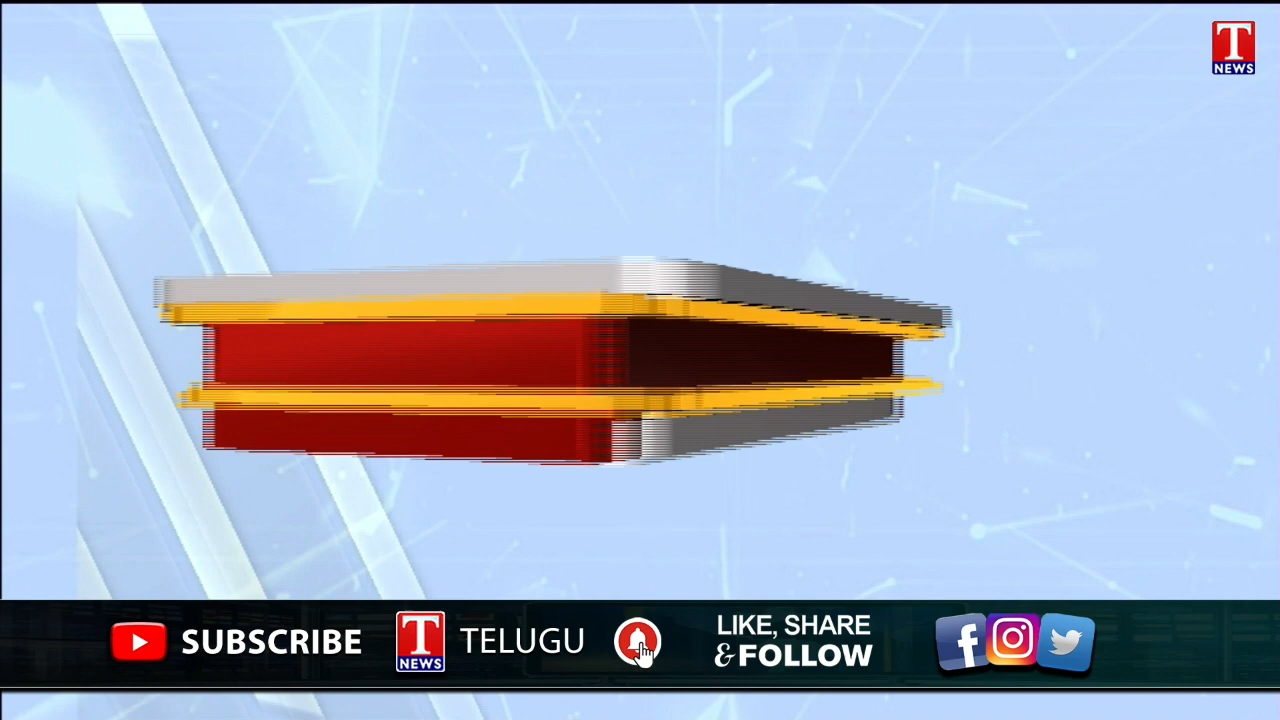 T
NEWS
SUBSCRIBE
T
NEWS
TELUGU
LIKE, SHARE
& FOLLOW